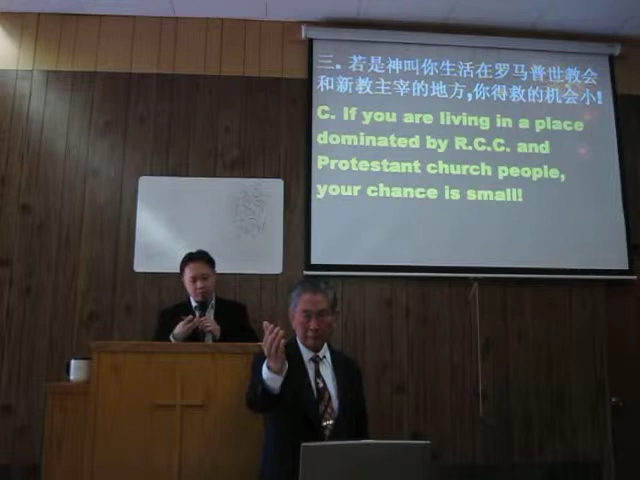 三. 若是神叫你生活在罗马普世教会
和新教主宰的地方,你得救的机会小!
C. If you are living in a place
dominated by R.C.C. and
Protestant church people,
your chance is small!